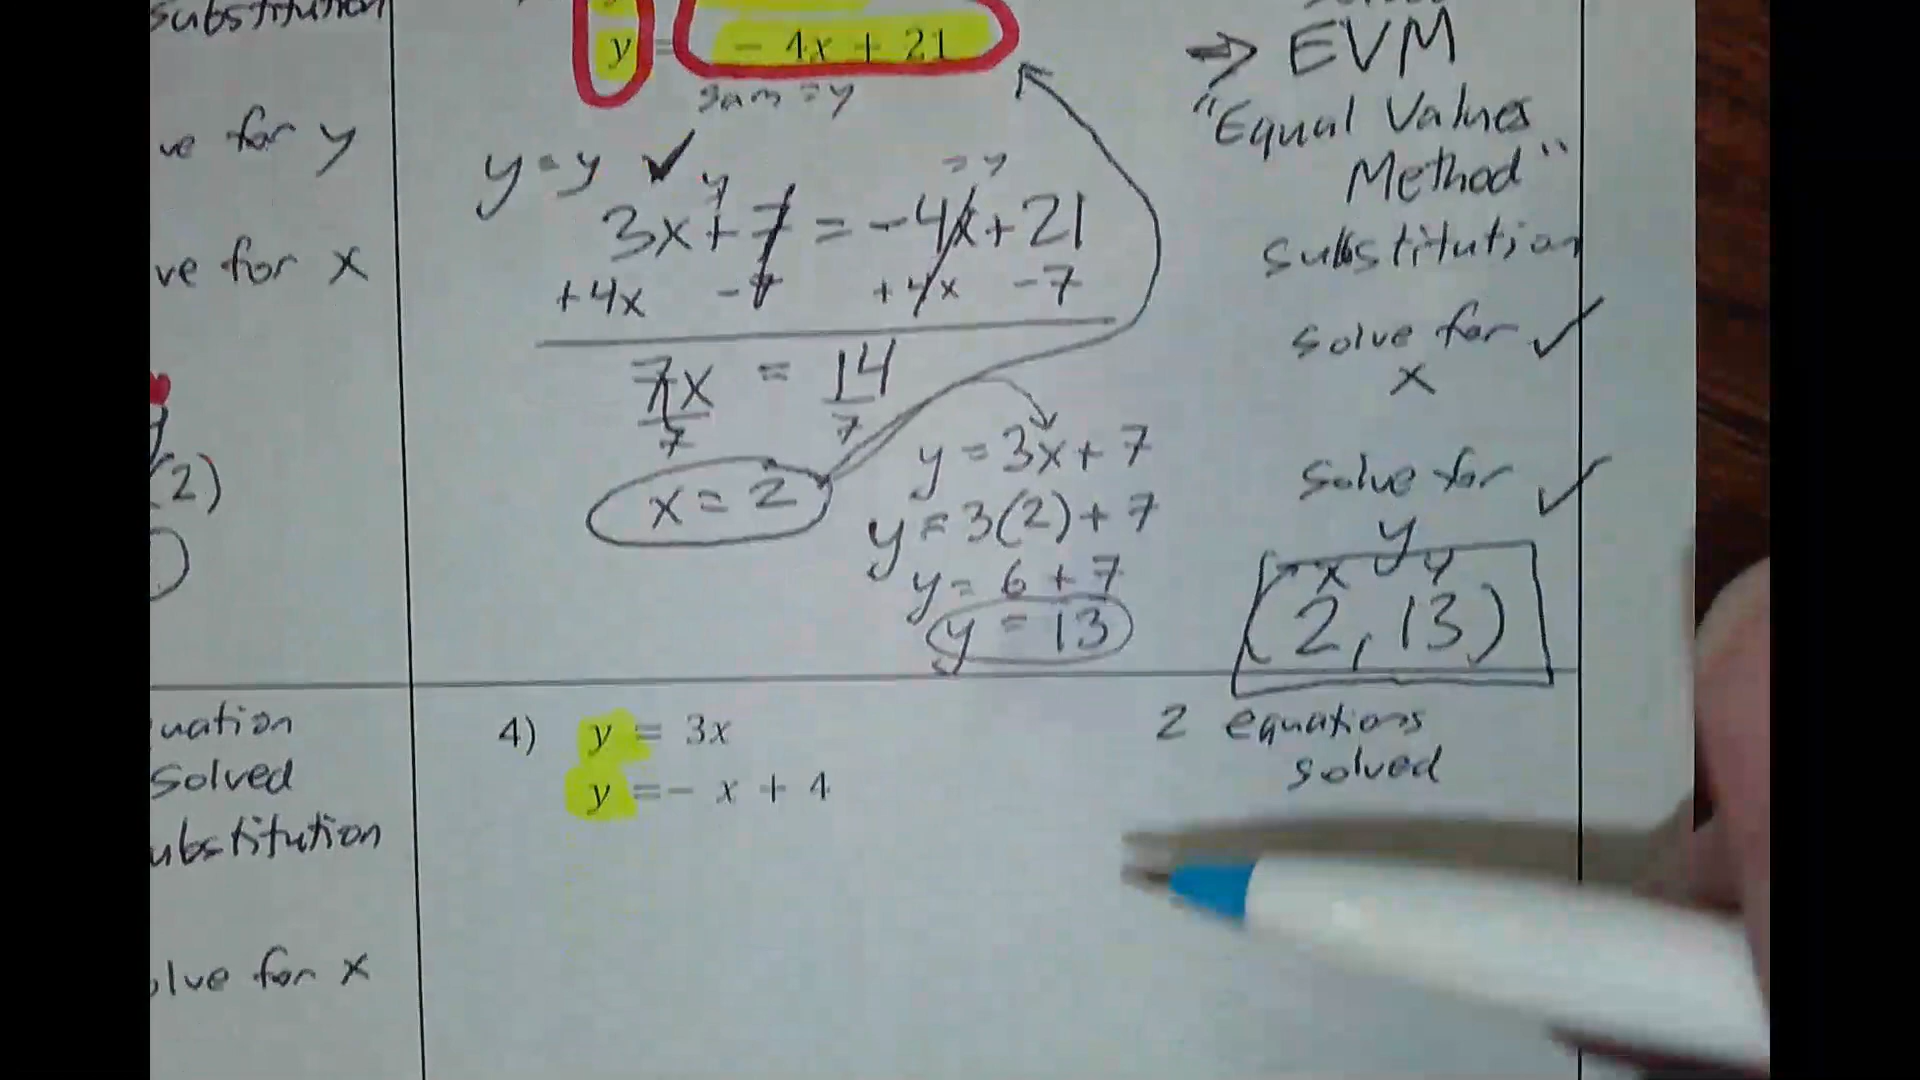 substitution
ve for y
ve for x
(2)
y = - 4x + 21
sam = y
y = y ✓
y = y
3x + 7 = -4x + 21
+4x -7 +4x -7
7x = 14
7 7
x = 2
y = 3x + 7
y = 3(2) + 7
y = 6 + 7
y = 13
⇒ EVM
"Equal Values
Method"
substitution
solve for ✓
x
solve for ✓
y
x y
(2, 13)
uation
solved
ubstitution
olve for x
4) y = 3x
y = - x + 4
2 equations
solved